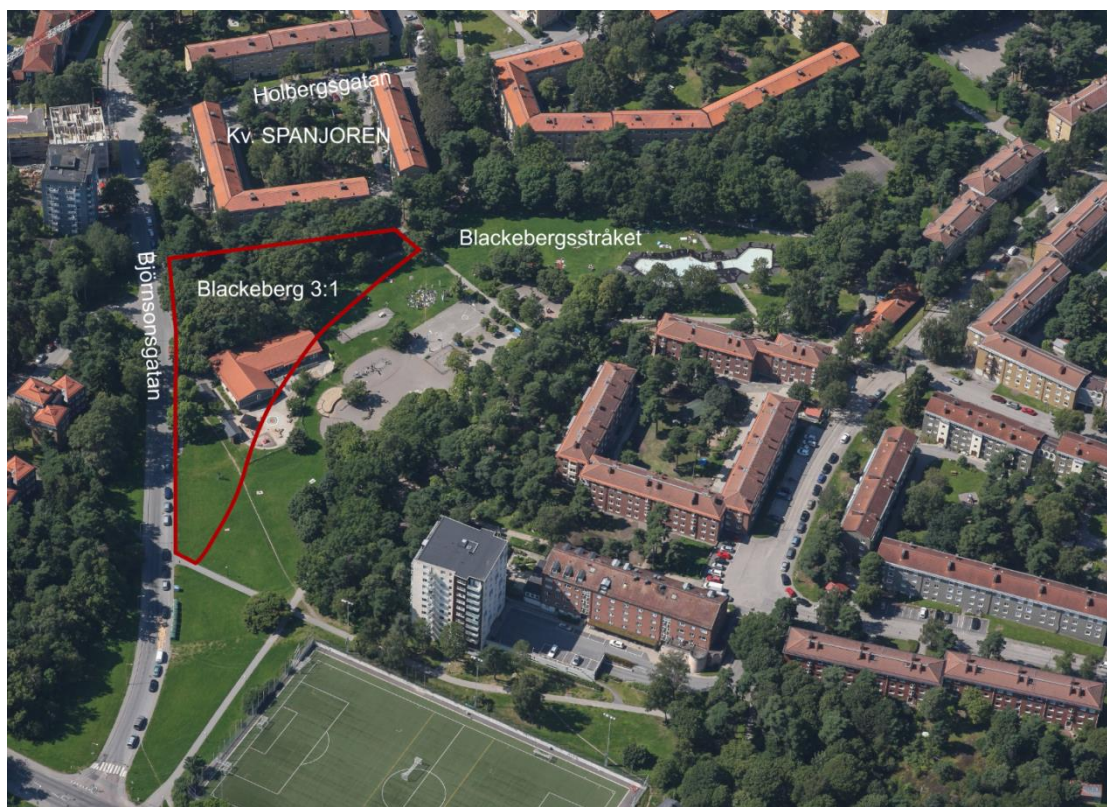 Holbergsgatan
Kv. SPANJOREN
Blackebergsstråket
Björnsonsgatan
Blackeberg 3:1